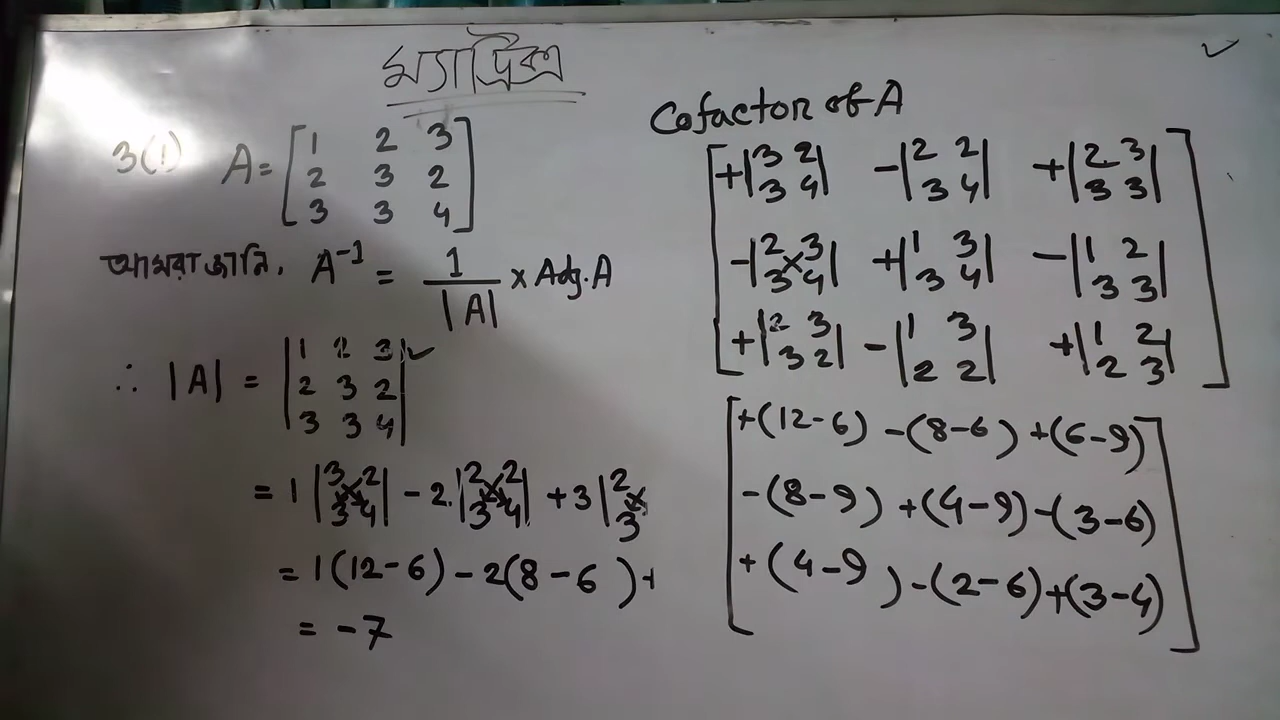 ম্যাট্রিক্স
3(1) A = [1 2 3
2 3 2
3 3 4]
আমরা জানি, A⁻¹ = 1/|A| × Adj. A
∴ |A| = |1 2 3| ✓
|2 3 2|
|3 3 4|
= 1 |3 2; 3 4| - 2 |2 2; 3 4| + 3 |2 3
= 1(12-6) - 2(8-6) +
= -7
Cofactor of A
[+|3 2; 3 4| -|2 2; 3 4| +|2 3; 3 3|
-|2 3; 3 4| +|1 3; 3 4| -|1 2; 3 3|
+|2 3; 3 2| -|1 3; 2 2| +|1 2; 2 3|]
[+(12-6) -(8-6) +(6-9)
-(8-9) +(4-9) -(3-6)
+(4-9) -(2-6) +(3-4)]